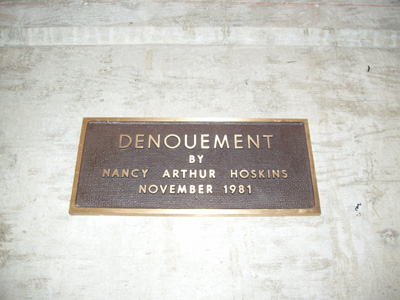 DENOUEMENT
BY
NANCY ARTHUR HOSKINS
NOVEMBER 1981